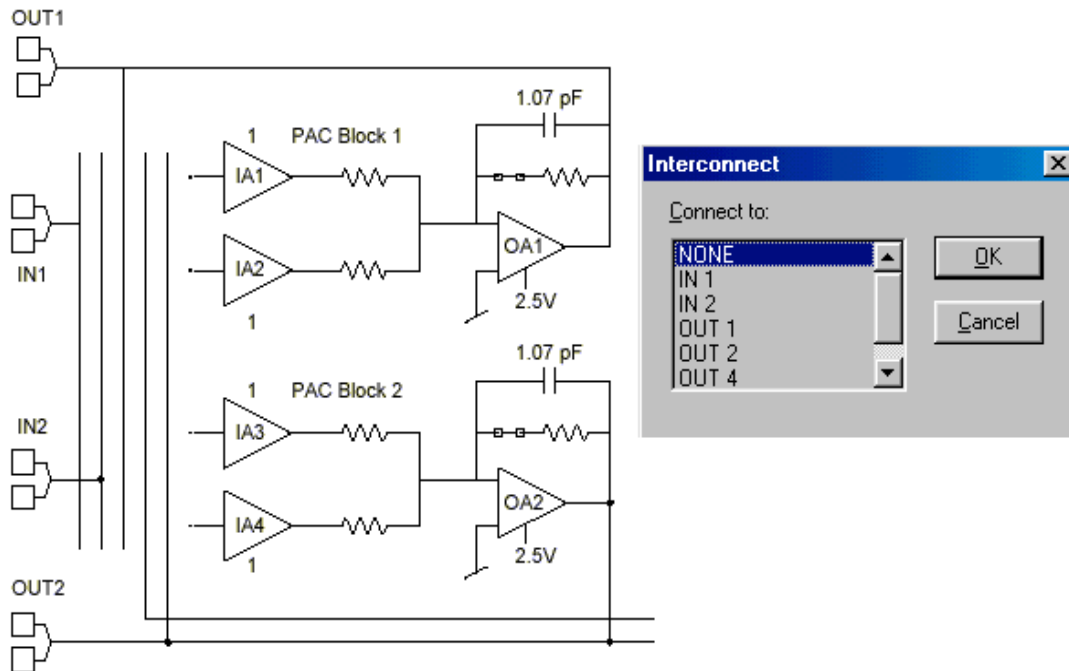 OUT1
1.07 pF
1
PAC Block 1
IA1
IN1
OA1
IA2
2.5V
1
1.07 pF
1
PAC Block 2
IN2
IA3
OA2
IA4
2.5V
1
OUT2
Interconnect
Connect to:
NONE
IN 1
IN 2
OUT 1
OUT 2
OUT 4
OK
Cancel